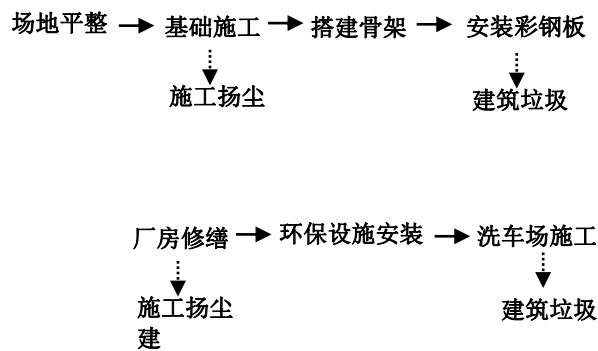 场地平整 基础施工 搭建骨架 安装彩钢板
施工扬尘 建筑垃圾
厂房修缮 环保设施安装 洗车场施工
施工扬尘 建筑垃圾
建